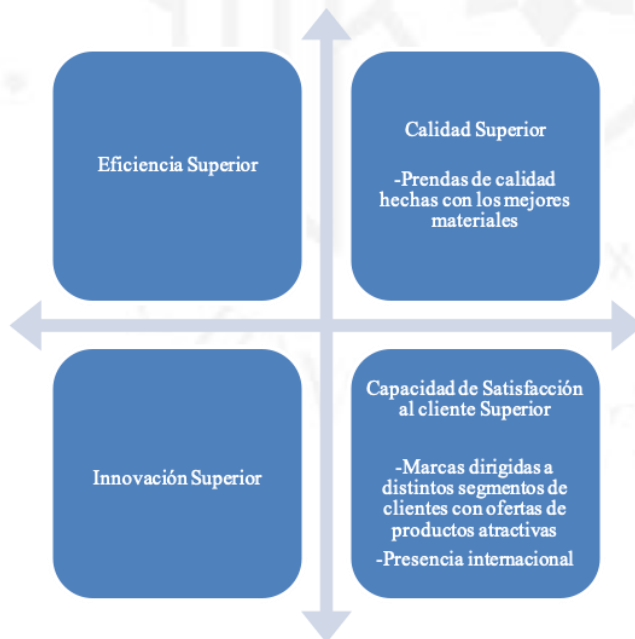 Eficiencia Superior
Calidad Superior
-Prendas de calidad
hechas con los mejores
materiales
Innovación Superior
Capacidad de Satisfacción
al cliente Superior
-Marcas dirigidas a
distintos segmentos de
clientes con ofertas de
productos atractivas
-Presencia internacional